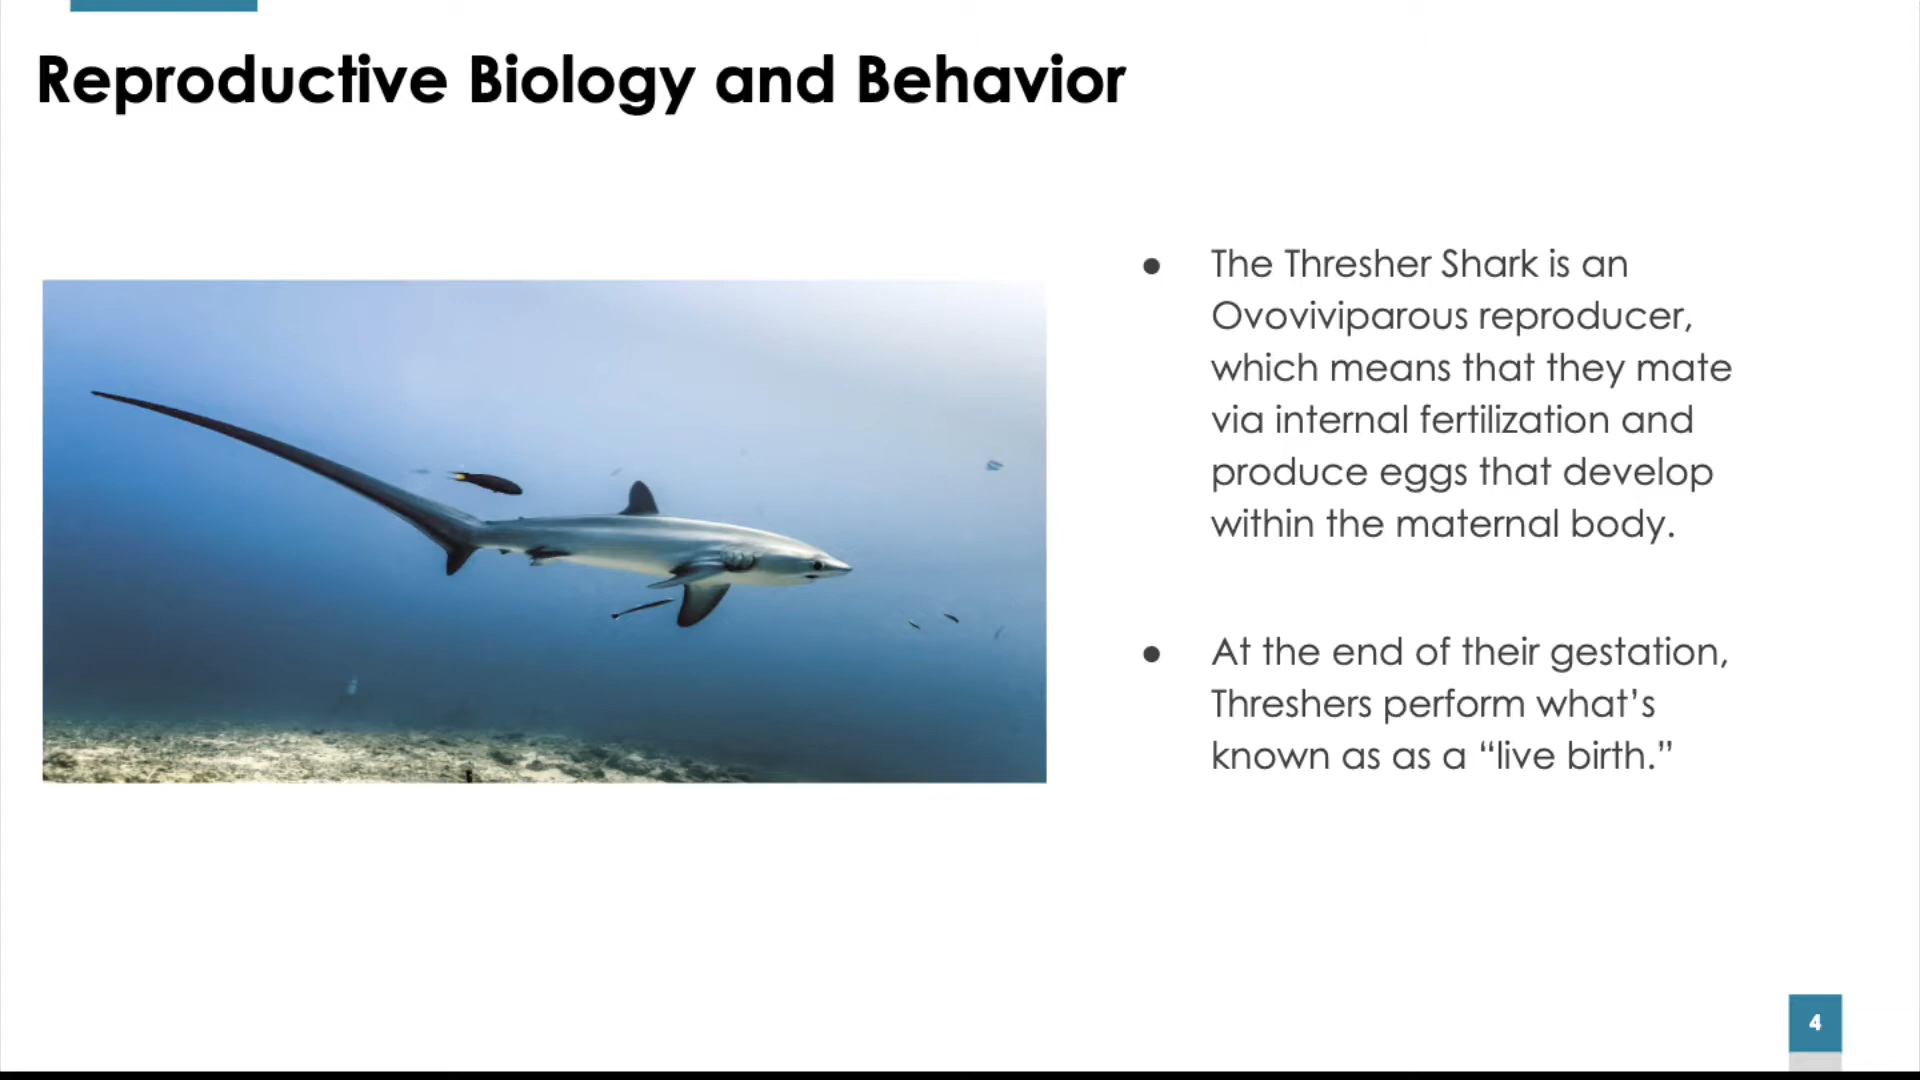 Reproductive Biology and Behavior
● The Thresher Shark is an
Ovoviviparous reproducer,
which means that they mate
via internal fertilization and
produce eggs that develop
within the maternal body.
● At the end of their gestation,
Threshers perform what’s
known as as a “live birth.”
4